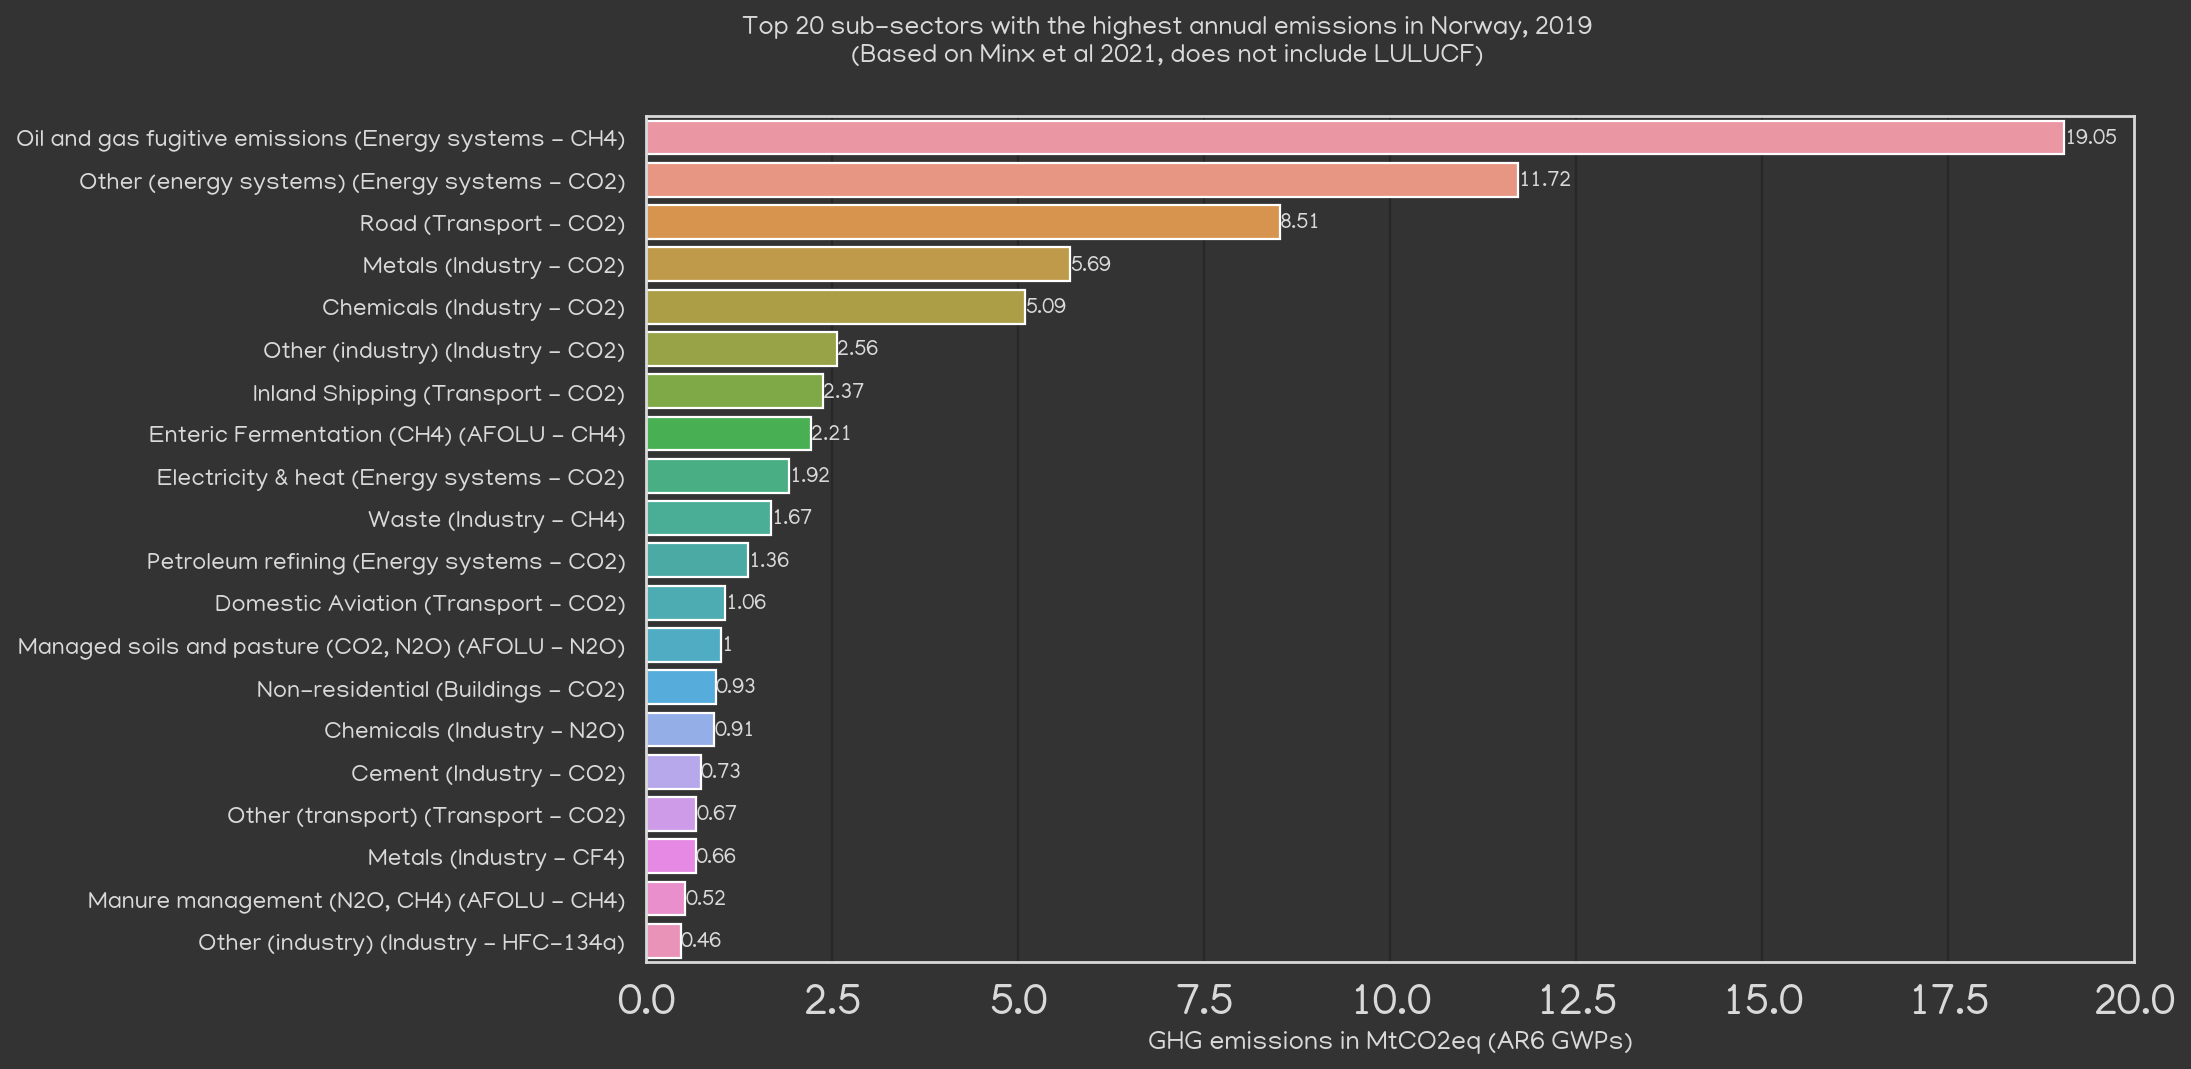 Top 20 sub-sectors with the highest annual emissions in Norway, 2019
(Based on Minx et al 2021, does not include LULUCF)
Oil and gas fugitive emissions (Energy systems - CH4) 19.05
Other (energy systems) (Energy systems - CO2) 11.72
Road (Transport - CO2) 8.51
Metals (Industry - CO2) 5.69
Chemicals (Industry - CO2) 5.09
Other (industry) (Industry - CO2) 2.56
Inland Shipping (Transport - CO2) 2.37
Enteric Fermentation (CH4) (AFOLU - CH4) 2.21
Electricity & heat (Energy systems - CO2) 1.92
Waste (Industry - CH4) 1.67
Petroleum refining (Energy systems - CO2) 1.36
Domestic Aviation (Transport - CO2) 1.06
Managed soils and pasture (CO2, N2O) (AFOLU - N2O) 1
Non-residential (Buildings - CO2) 0.93
Chemicals (Industry - N2O) 0.91
Cement (Industry - CO2) 0.73
Other (transport) (Transport - CO2) 0.67
Metals (Industry - CF4) 0.66
Manure management (N2O, CH4) (AFOLU - CH4) 0.52
Other (industry) (Industry - HFC-134a) 0.46
0.0 2.5 5.0 7.5 10.0 12.5 15.0 17.5 20.0
GHG emissions in MtCO2eq (AR6 GWPs)